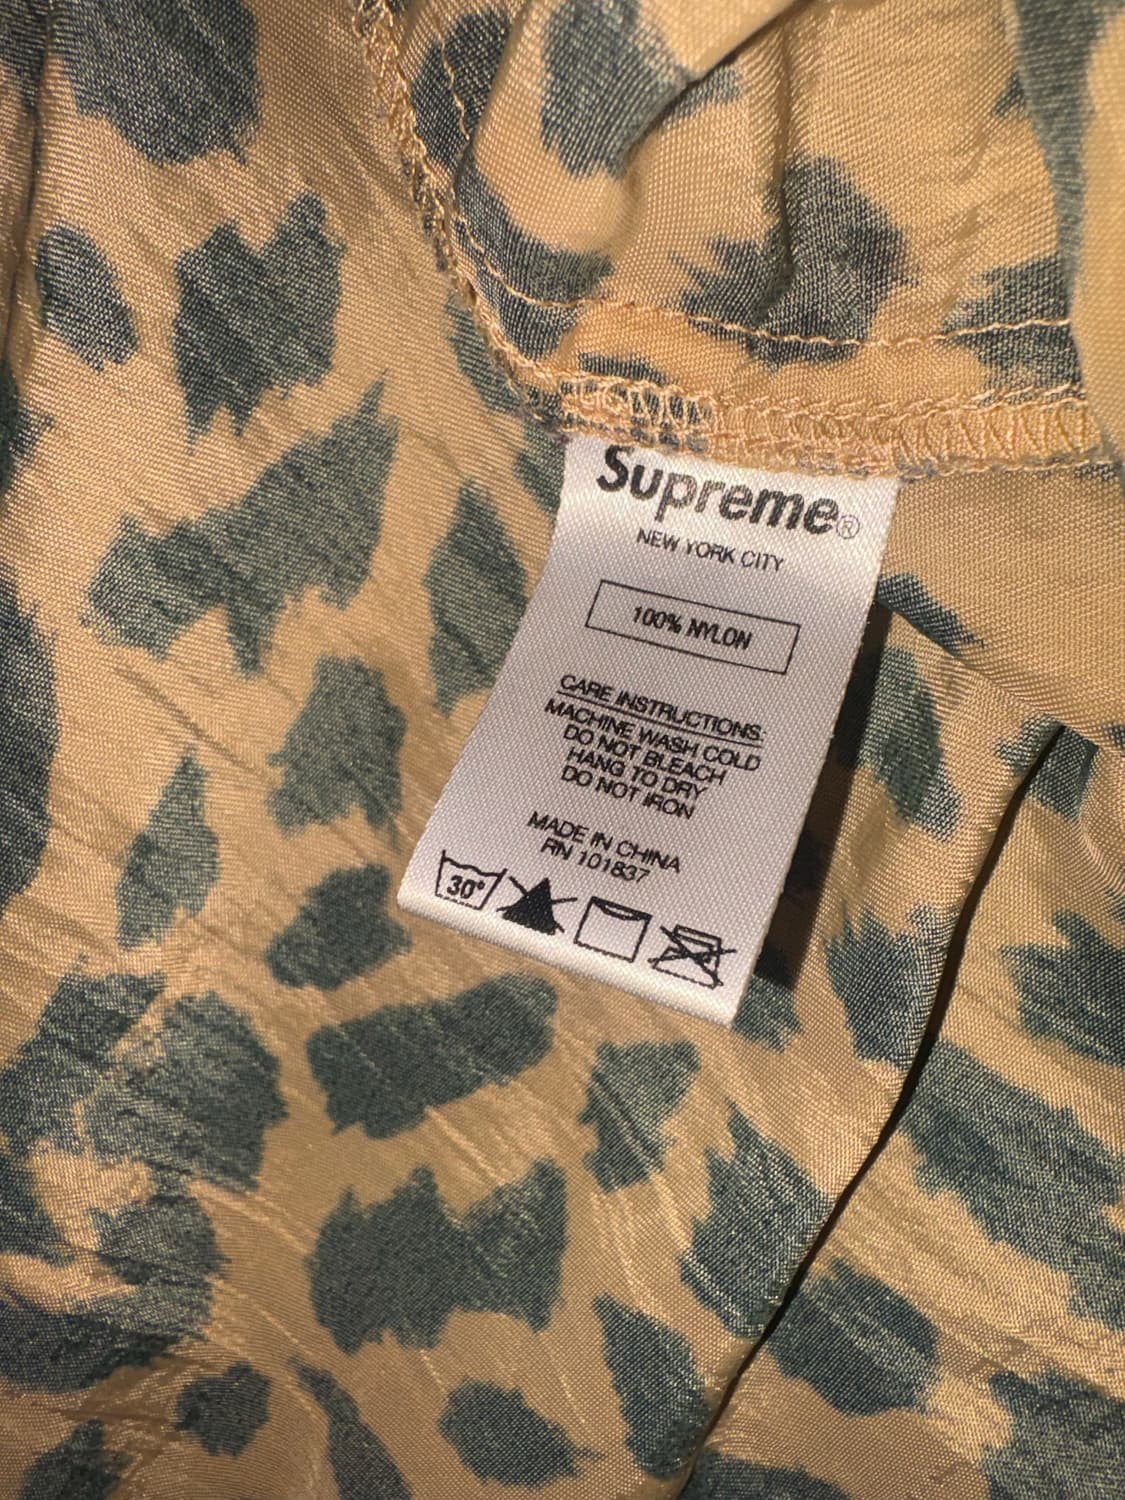 Supreme®
NEW YORK CITY
100% NYLON
CARE INSTRUCTIONS.
MACHINE WASH COLD
DO NOT BLEACH
HANG TO DRY
DO NOT IRON
MADE IN CHINA
RN 101837
30°